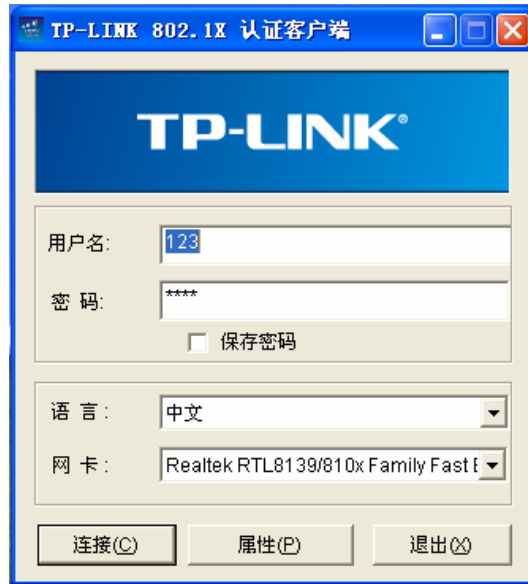 TP-LINK 802.1X 认证客户端
TP-LINK®
用户名: 123
密 码: ****
保存密码
语 言: 中文
网 卡: Realtek RTL8139/810x Family Fast E
连接(C) 属性(P) 退出(X)